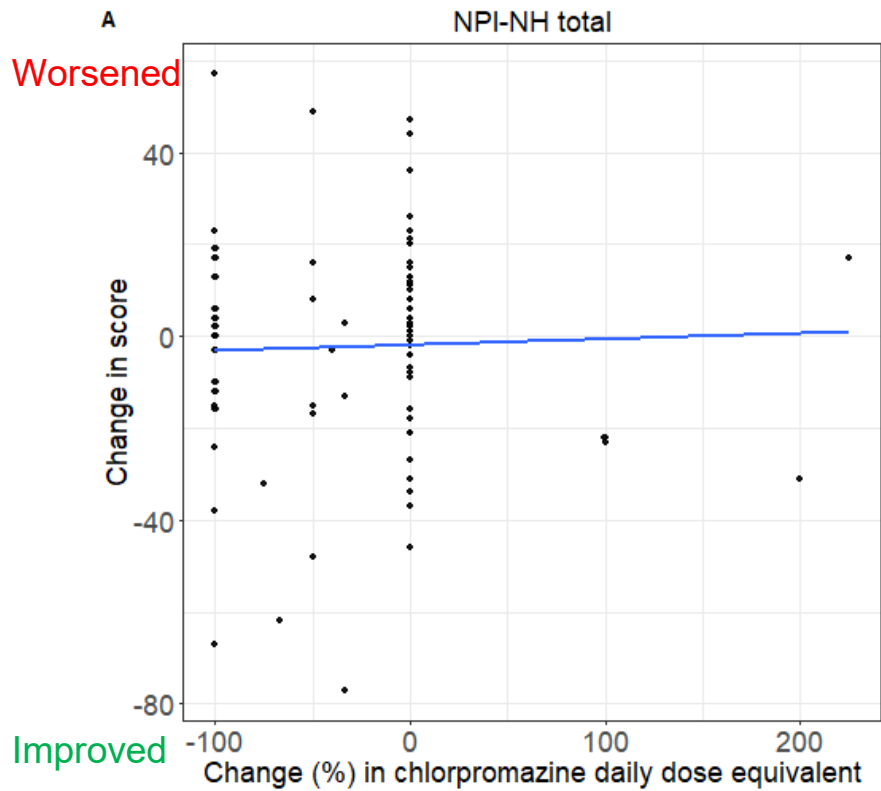 A
NPI-NH total
Worsened
40
0
-40
-80
Change in score
Improved
-100 0 100 200
Change (%) in chlorpromazine daily dose equivalent